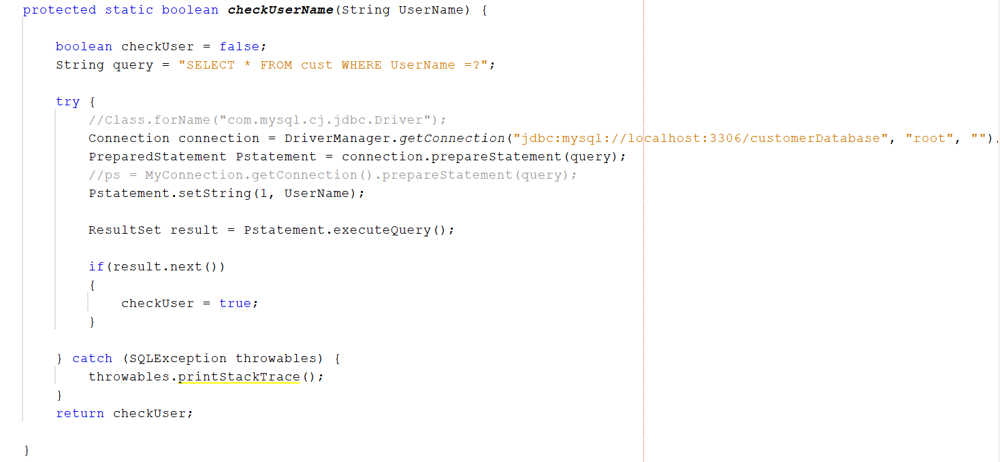 protected static boolean checkUserName(String UserName) {
boolean checkUser = false;
String query = "SELECT * FROM cust WHERE UserName =?";
try {
//Class.forName("com.mysql.cj.jdbc.Driver");
Connection connection = DriverManager.getConnection("jdbc:mysql://localhost:3306/customerDatabase", "root", "");
PreparedStatement Pstatement = connection.prepareStatement(query);
//ps = MyConnection.getConnection().prepareStatement(query);
Pstatement.setString(1, UserName);
ResultSet result = Pstatement.executeQuery();
if(result.next())
{
checkUser = true;
}
} catch (SQLException throwables) {
throwables.printStackTrace();
}
return checkUser;
}